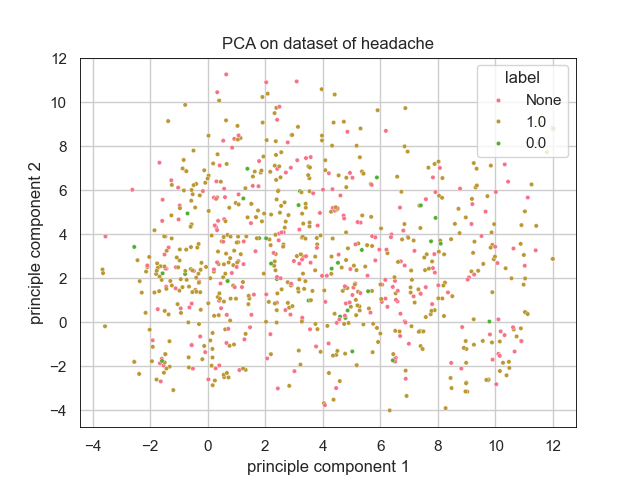 PCA on dataset of headache
label
None
1.0
0.0
principle component 2
12
10
8
6
4
2
0
−2
−4
−4 −2 0 2 4 6 8 10 12
principle component 1